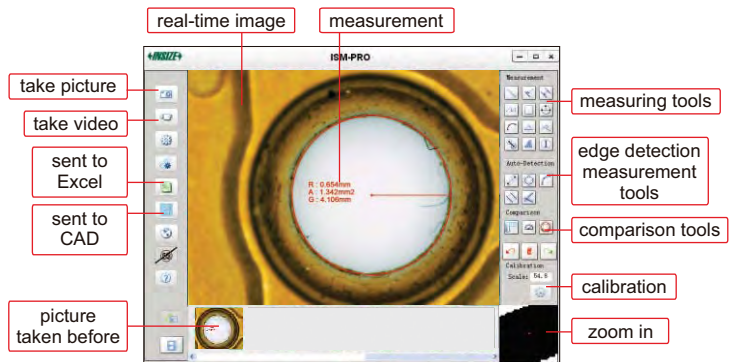 real-time image
measurement
+INSIZE+
ISM-PRO
take picture
take video
sent to
Excel
sent to
CAD
picture
taken before
R : 0.654mm
A : 1.342mm2
G : 4.106mm
Measurement
Auto-Detection
Comparison
Calibration
Scale: 54.8
measuring tools
edge detection
measurement
tools
comparison tools
calibration
zoom in